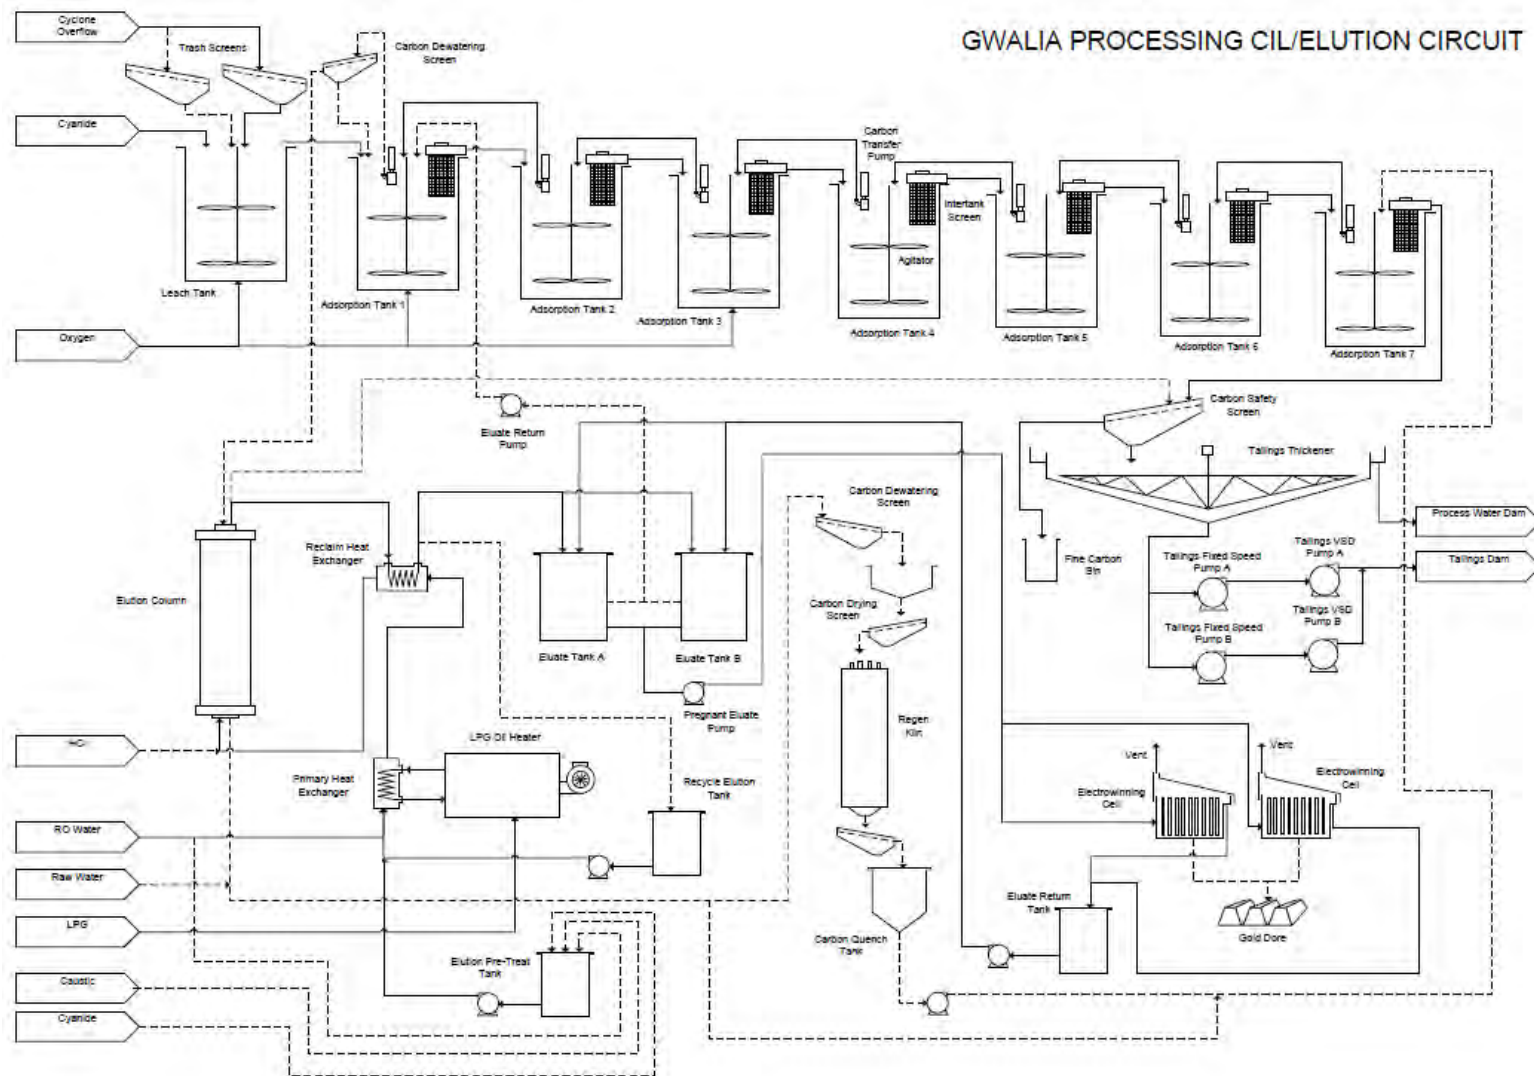 GWALIA PROCESSING CIL/ELUTION CIRCUIT
Cyclone
Overflow
Trash Screens
Carbon Dewatering
Screen
Cyanide
Carbon
Transfer
Pump
Intertank
Screen
Agitator
Leach Tank
Adsorption Tank 1
Adsorption Tank 2
Adsorption Tank 3
Adsorption Tank 4
Adsorption Tank 5
Adsorption Tank 6
Adsorption Tank 7
Oxygen
Eluate Return
Pump
Carbon Safety
Screen
Tailings Thickener
Carbon Dewatering Screen
Process Water Dam
Reclaim Heat
Exchanger
Fine Carbon
Bin
Tailings Fixed Speed
Pump A
Tailings VSD
Pump A
Tailings Dam
Elution Column
Carbon Drying
Screen
Tailings VSD
Pump B
Tailings Fixed Speed
Pump B
Eluate Tank A
Eluate Tank B
Pregnant Eluate
Pump
Regen
Kiln
LPG Oil Heater
Vent
Vent
Primary Heat
Exchanger
Recycle Elution
Tank
Electrowinning
Cell
Electrowinning
Cell
RO Water
Raw Water
LPG
Eluate Return
Tank
Gold Dore
Carbon Quench
Tank
Elution Pre-Treat
Tank
Caustic
Cyanide